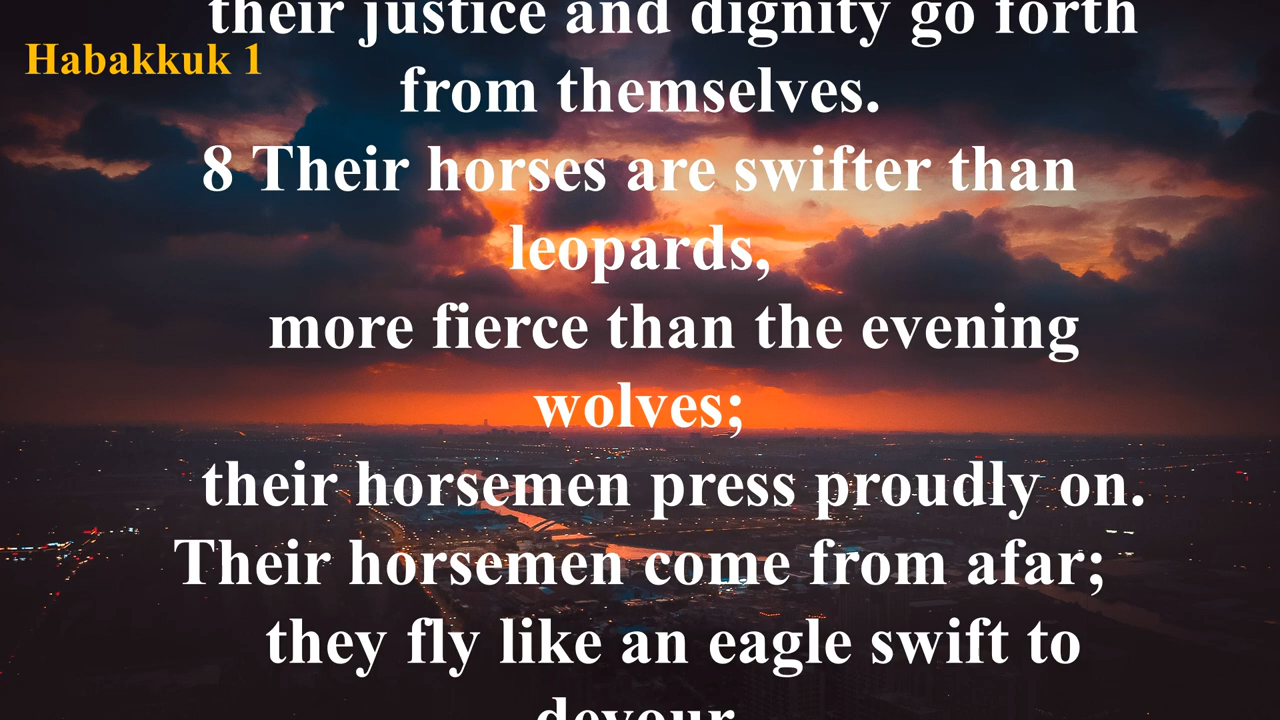 their justice and dignity go forth
Habakkuk 1
from themselves.
8 Their horses are swifter than
leopards,
more fierce than the evening
wolves;
their horsemen press proudly on.
Their horsemen come from afar;
they fly like an eagle swift to
devour.